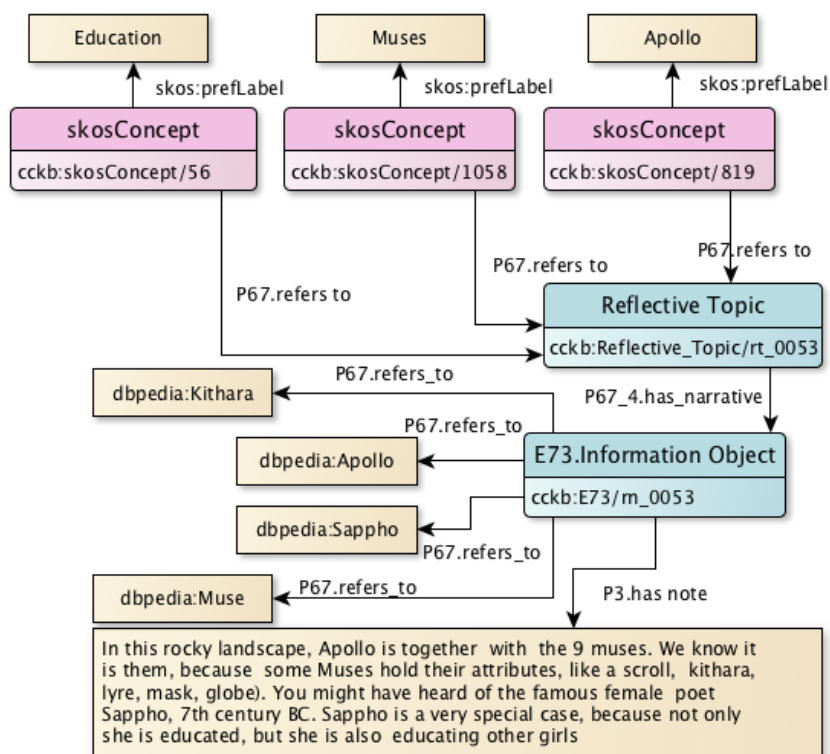 Education
Muses
Apollo
skos:prefLabel
skos:prefLabel
skos:prefLabel
skosConcept
skosConcept
skosConcept
cckb:skosConcept/56
cckb:skosConcept/1058
cckb:skosConcept/819
P67.refers to
P67.refers to
P67.refers to
Reflective Topic
cckb:Reflective_Topic/rt_0053
P67.refers_to
dbpedia:Kithara
P67_4.has_narrative
P67.refers_to
dbpedia:Apollo
E73.Information Object
cckb:E73/rn_0053
dbpedia:Sappho
P67.refers_to
dbpedia:Muse
P67.refers_to
P3.has note
In this rocky landscape, Apollo is together with the 9 muses. We know it
is them, because some Muses hold their attributes, like a scroll, kithara,
lyre, mask, globe). You might have heard of the famous female poet
Sappho, 7th century BC. Sappho is a very special case, because not only
she is educated, but she is also educating other girls